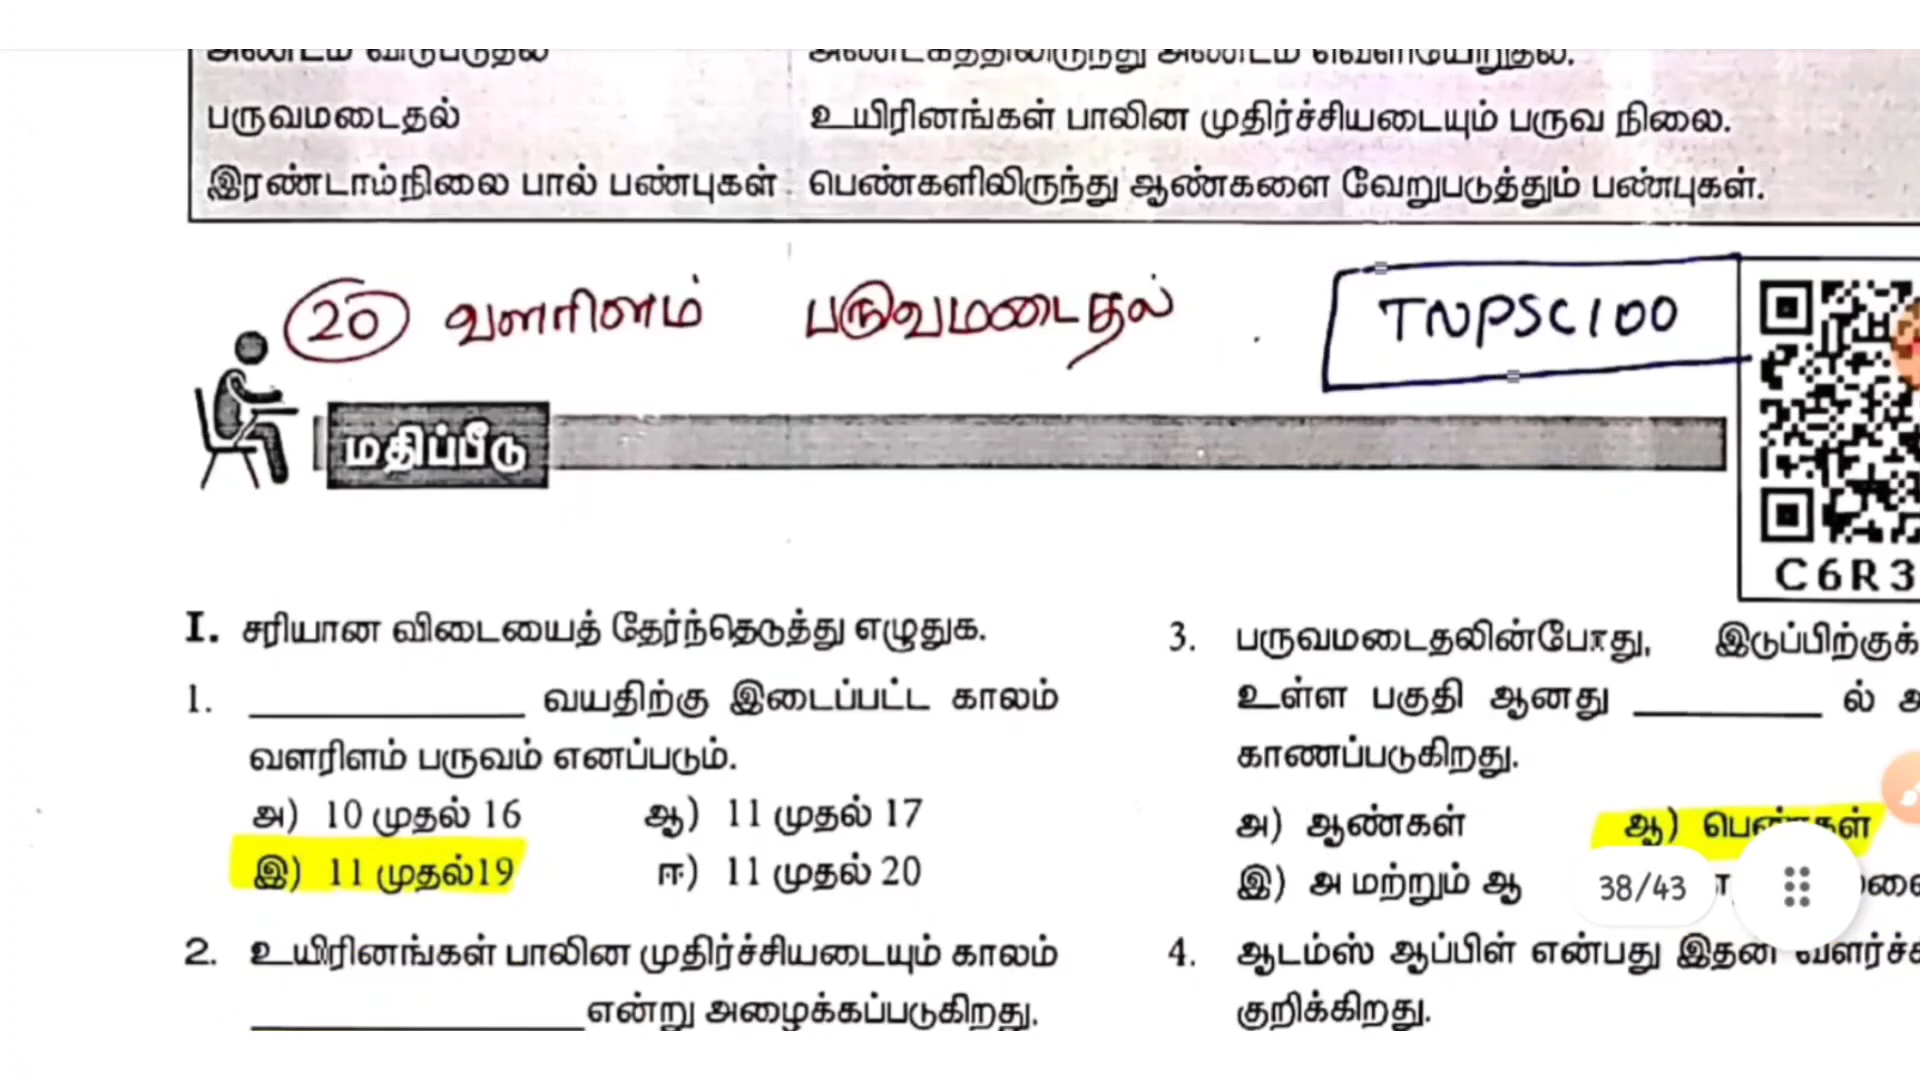 பருவமடைதல் உயிரினங்கள் பாலின முதிர்ச்சியடையும் பருவ நிலை.
இரண்டாம்நிலை பால் பண்புகள் பெண்களிலிருந்து ஆண்களை வேறுபடுத்தும் பண்புகள்.
20 வளரிளம் பருவமடைதல்
TNPSC100
மதிப்பீடு
C6R3
I. சரியான விடையைத் தேர்ந்தெடுத்து எழுதுக.
1. ____________ வயதிற்கு இடைப்பட்ட காலம்
வளரிளம் பருவம் எனப்படும்.
அ) 10 முதல் 16 ஆ) 11 முதல் 17
இ) 11 முதல்19 ஈ) 11 முதல் 20
2. உயிரினங்கள் பாலின முதிர்ச்சியடையும் காலம்
____________ என்று அழைக்கப்படுகிறது.
3. பருவமடைதலின்போது, இடுப்பிற்குக்
உள்ள பகுதி ஆனது ________ ல்
காணப்படுகிறது.
அ) ஆண்கள் ஆ) பெண்கள்
இ) அ மற்றும் ஆ
38/43
4. ஆடம்ஸ் ஆப்பிள் என்பது இதன்
குறிக்கிறது.